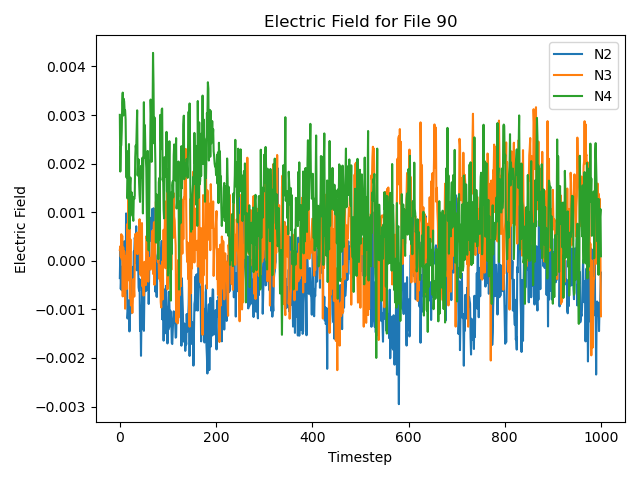 Electric Field for File 90
N2
N3
N4
Electric Field
0.004
0.003
0.002
0.001
0.000
−0.001
−0.002
−0.003
0 200 400 600 800 1000
Timestep